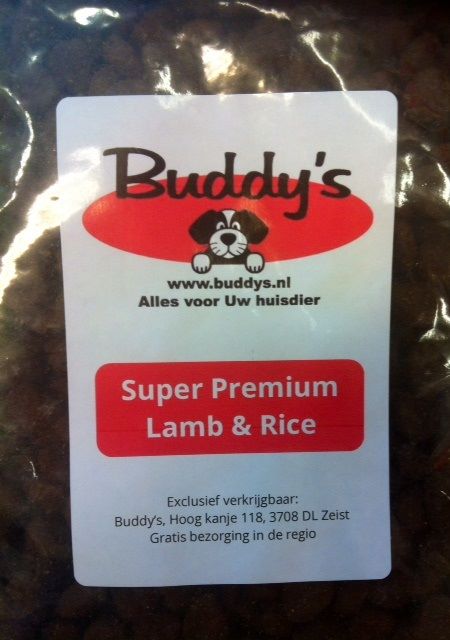 Buddy's
www.buddys.nl
Alles voor Uw huisdier
Super Premium
Lamb & Rice
Exclusief verkrijgbaar:
Buddy's, Hoog kanje 118, 3708 DL Zeist
Gratis bezorging in de regio